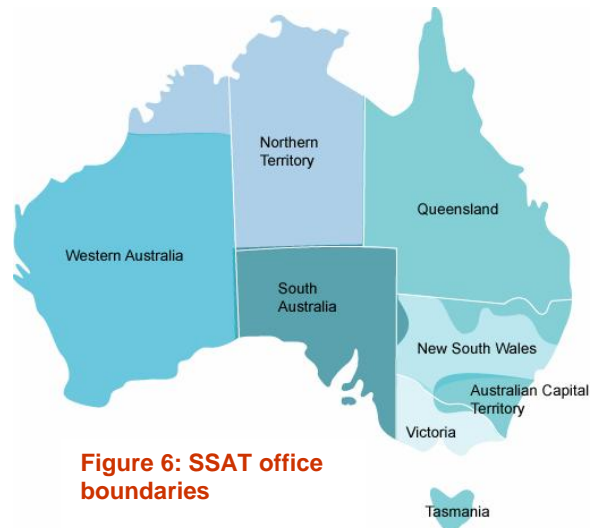 Northern
Territory
Queensland
Western Australia
South
Australia
New South Wales
Australian Capital
Territory
Victoria
Figure 6: SSAT office
boundaries
Tasmania